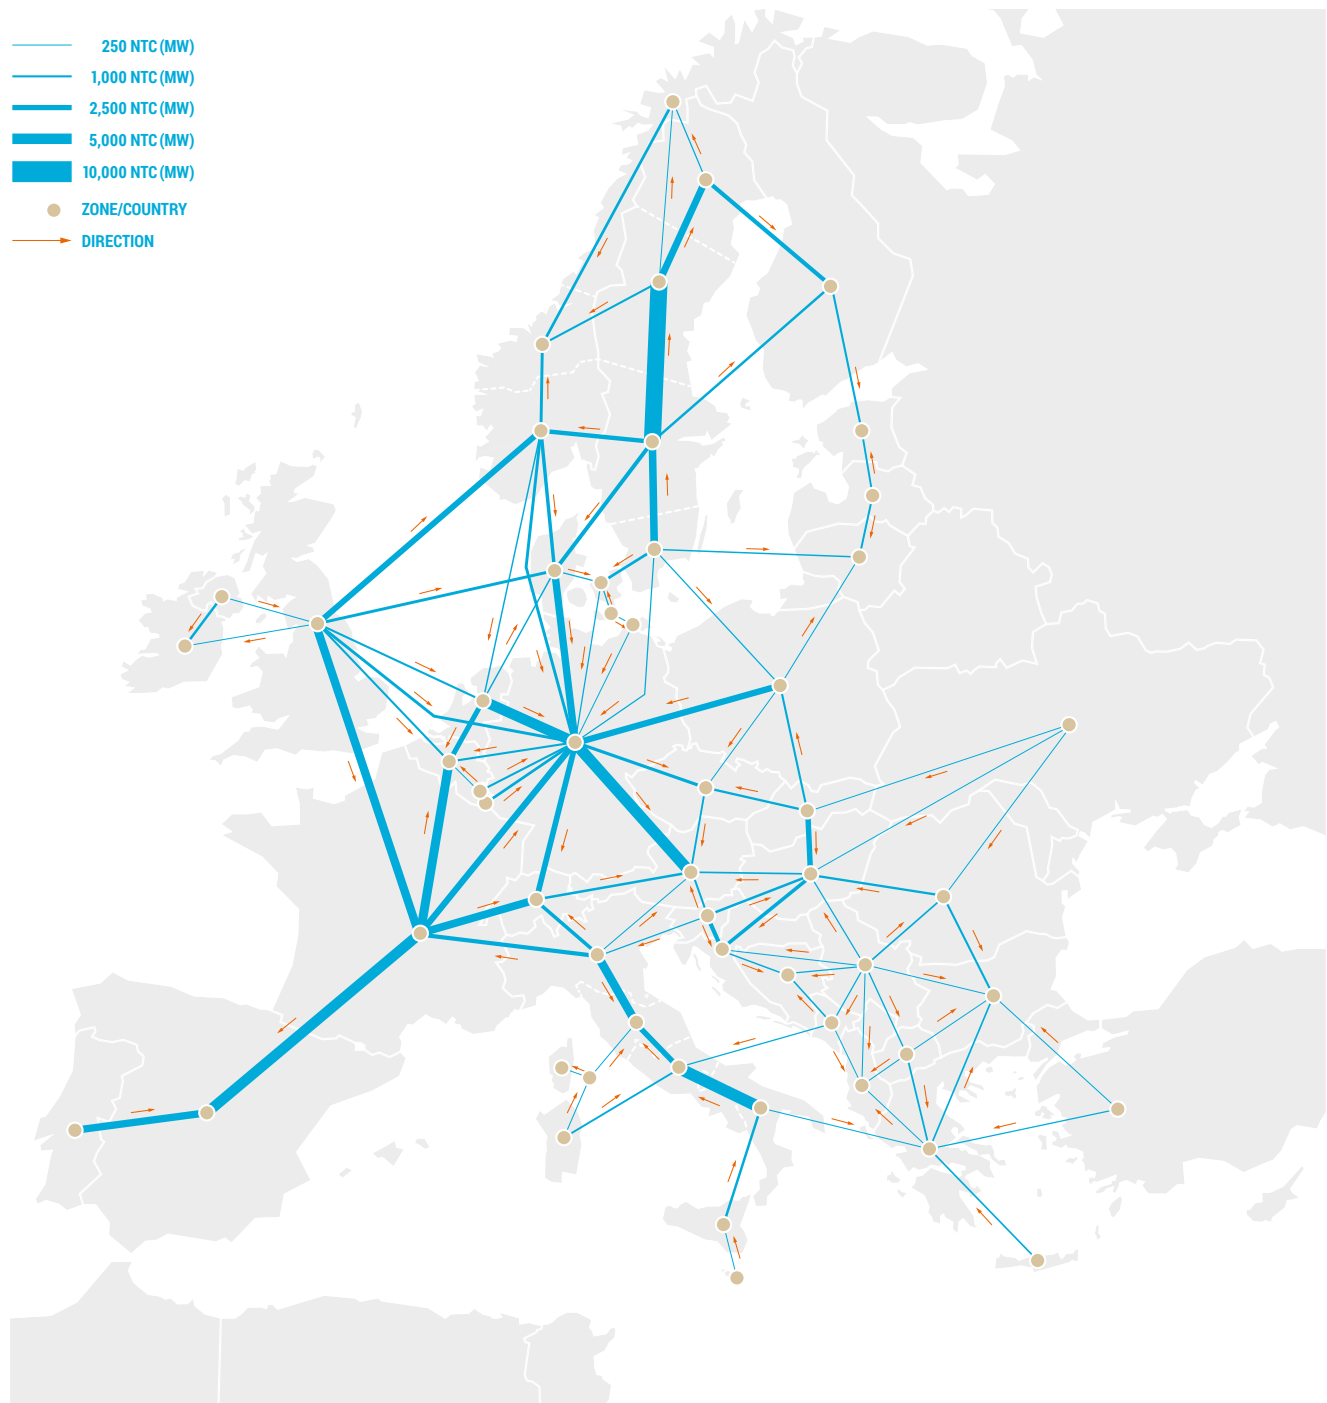 250 NTC (MW)
1,000 NTC (MW)
2,500 NTC (MW)
5,000 NTC (MW)
10,000 NTC (MW)
ZONE/COUNTRY
DIRECTION